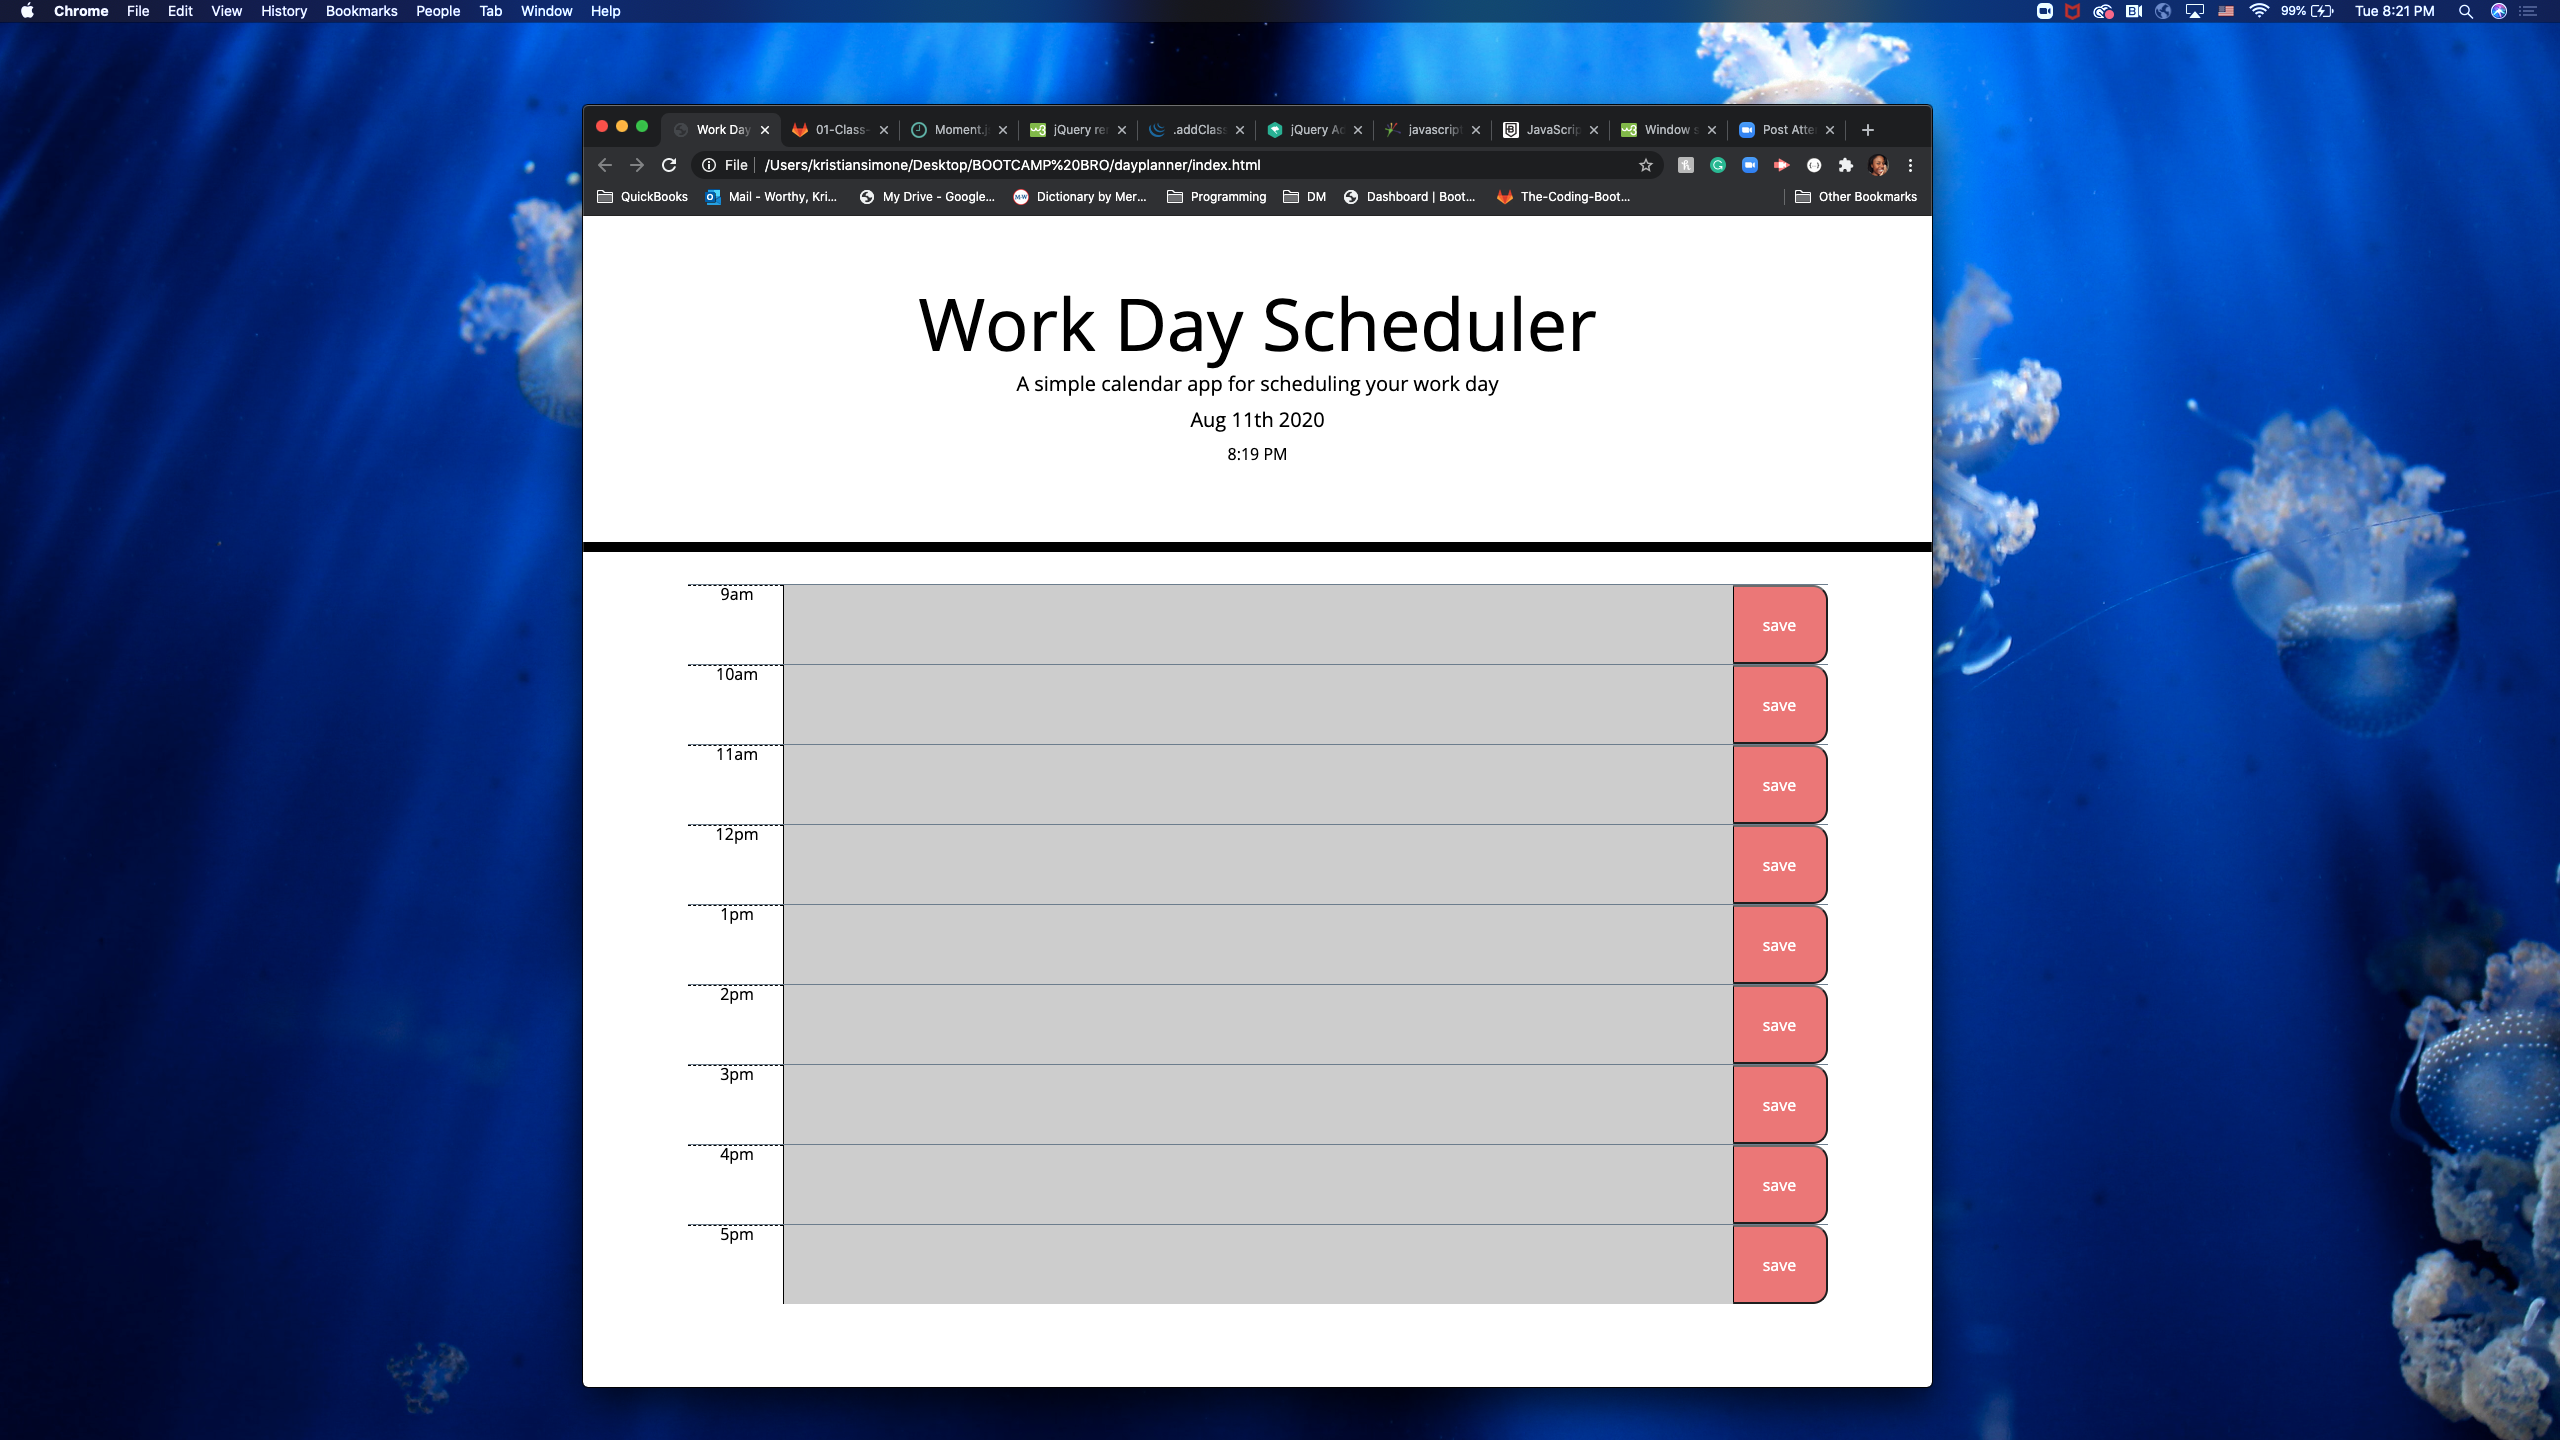 Chrome File Edit View History Bookmarks People Tab Window Help 99% Tue 8:21 PM
Work Day 01-Class- Moment.j jQuery re .addClass jQuery Ad javascript JavaScrip Window s Post Atte
File /Users/kristiansimone/Desktop/BOOTCAMP%20BRO/dayplanner/index.html
QuickBooks Mail - Worthy, Kri... My Drive - Google... Dictionary by Mer... Programming DM Dashboard | Boot... The-Coding-Boot... Other Bookmarks
Work Day Scheduler
A simple calendar app for scheduling your work day
Aug 11th 2020
8:19 PM
9am
save
10am
save
11am
save
12pm
save
1pm
save
2pm
save
3pm
save
4pm
save
5pm
save